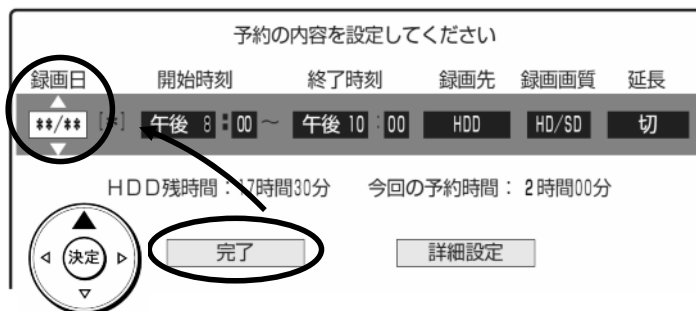 予約の内容を設定してください
録画日 開始時刻 終了時刻 録画先 録画画質 延長
**/** [*] 午後 8:00 ~ 午後 10:00 HDD HD/SD 切
HDD残時間:17時間30分 今回の予約時間: 2時間00分
決定 完了 詳細設定